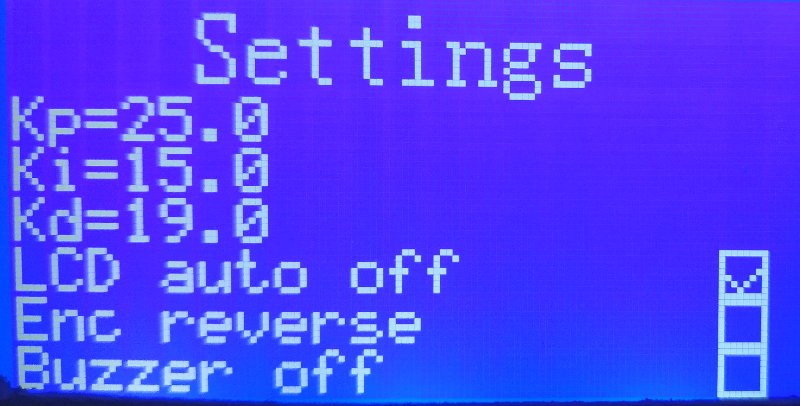 Settings
Kp=25.0
Ki=15.0
Kd=19.0
LCD auto off
Enc reverse
Buzzer off